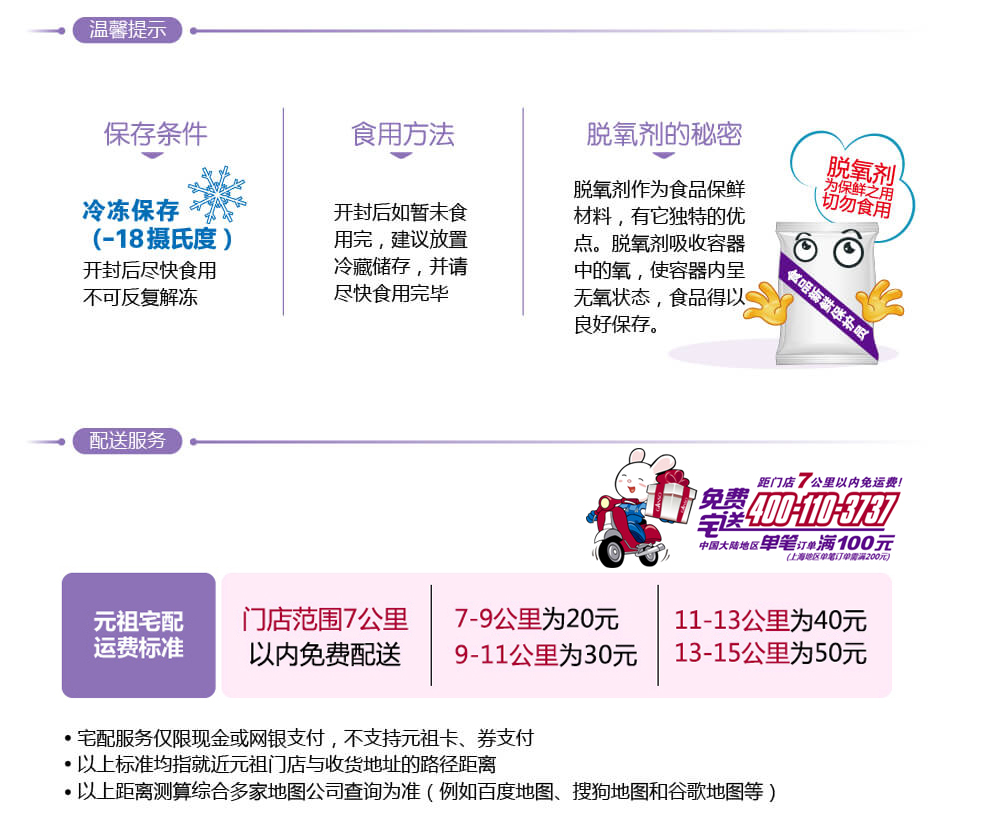 温馨提示
保存条件
冷冻保存
（-18摄氏度）
开封后尽快食用
不可反复解冻
食用方法
开封后如暂未食
用完，建议放置
冷藏储存，并请
尽快食用完毕
脱氧剂的秘密
脱氧剂作为食品保鲜
材料，有它独特的优
点。脱氧剂吸收容器
中的氧，使容器内呈
无氧状态，食品得以
良好保存。
脱氧剂
为保鲜之用
切勿食用
食品新鲜保护员
配送服务
距门店7公里以内免运费!
免费
宅送
400-110-3737
中国大陆地区单笔订单满100元
(上海地区单笔订单需满200元)
元祖宅配
运费标准
门店范围7公里
以内免费配送
7-9公里为20元
9-11公里为30元
11-13公里为40元
13-15公里为50元
• 宅配服务仅限现金或网银支付，不支持元祖卡、券支付
• 以上标准均指就近元祖门店与收货地址的路径距离
• 以上距离测算综合多家地图公司查询为准（例如百度地图、搜狗地图和谷歌地图等）